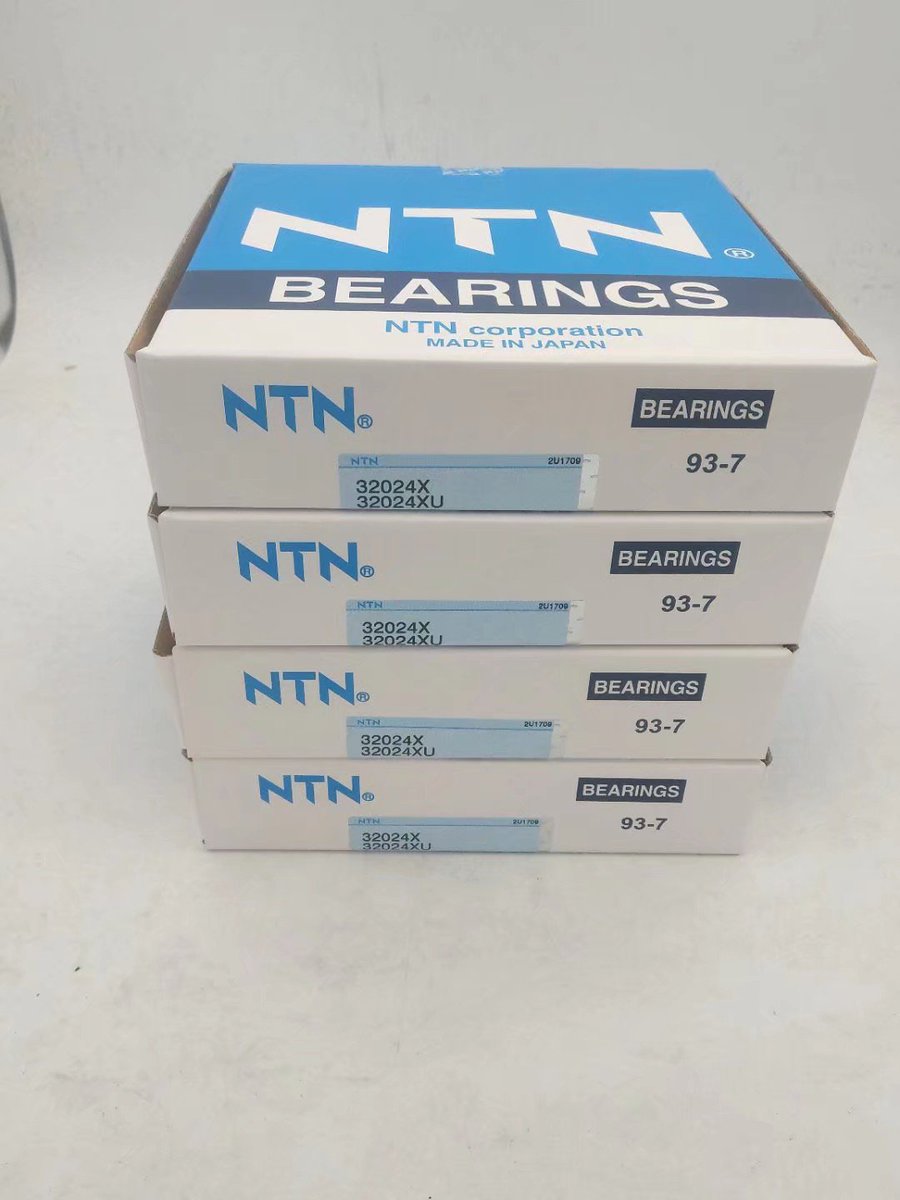 NTN®
BEARINGS
NTN corporation
MADE IN JAPAN
NTN®
BEARINGS
93-7
NTN 2U1709
32024X
32024XU
NTN®
BEARINGS
93-7
NTN 2U1709
32024X
32024XU
NTN®
BEARINGS
93-7
NTN 2U1709
32024X
32024XU
NTN®
BEARINGS
93-7
NTN 2U1709
32024X
32024XU